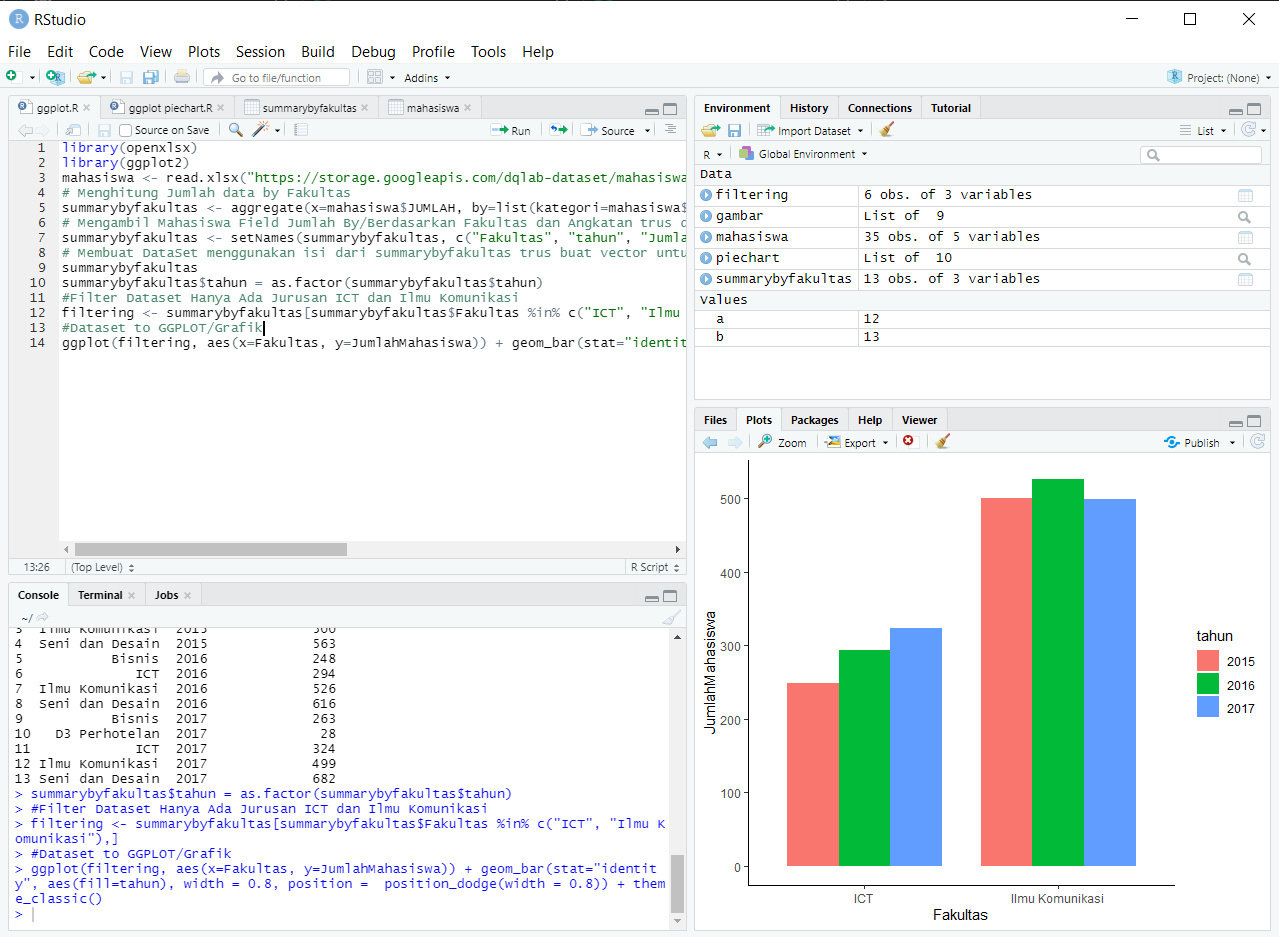 RStudio
File Edit Code View Plots Session Build Debug Profile Tools Help
Go to file/function Addins Project: (None)
ggplot.R ggplot piechart.R summarybyfakultas mahasiswa
Source on Save Run Source
1 library(openxlsx)
2 library(ggplot2)
3 mahasiswa <- read.xlsx("https://storage.googleapis.com/dqlab-dataset/mahasiswa
4 # Menghitung Jumlah data by Fakultas
5 summarybyfakultas <- aggregate(x=mahasiswa$JUMLAH, by=list(kategori=mahasiswa$
6 # Mengambil Mahasiswa Field Jumlah By/Berdasarkan Fakultas dan Angkatan trus d
7 summarybyfakultas <- setNames(summarybyfakultas, c("Fakultas", "tahun", "Jumla
8 # Membuat DataSet menggunakan isi dari summarybyfakultas trus buat vector untu
9 summarybyfakultas
10 summarybyfakultas$tahun = as.factor(summarybyfakultas$tahun)
11 #Filter Dataset Hanya Ada Jurusan ICT dan Ilmu Komunikasi
12 filtering <- summarybyfakultas[summarybyfakultas$Fakultas %in% c("ICT", "Ilmu
13 #Dataset to GGPLOT/Grafik
14 ggplot(filtering, aes(x=Fakultas, y=JumlahMahasiswa)) + geom_bar(stat="identit
13:26 (Top Level) R Script
Console Terminal Jobs
~/
3 Ilmu Komunikasi 2015 500
4 Seni dan Desain 2015 563
5 Bisnis 2016 248
6 ICT 2016 294
7 Ilmu Komunikasi 2016 526
8 Seni dan Desain 2016 616
9 Bisnis 2017 263
10 D3 Perhotelan 2017 28
11 ICT 2017 324
12 Ilmu Komunikasi 2017 499
13 Seni dan Desain 2017 682
> summarybyfakultas$tahun = as.factor(summarybyfakultas$tahun)
> #Filter Dataset Hanya Ada Jurusan ICT dan Ilmu Komunikasi
> filtering <- summarybyfakultas[summarybyfakultas$Fakultas %in% c("ICT", "Ilmu K
omunikasi"),]
> #Dataset to GGPLOT/Grafik
> ggplot(filtering, aes(x=Fakultas, y=JumlahMahasiswa)) + geom_bar(stat="identit
y", aes(fill=tahun), width = 0.8, position =  position_dodge(width = 0.8)) + them
e_classic()
>
Environment History Connections Tutorial
Import Dataset List
R Global Environment
Data
filtering 6 obs. of 3 variables
gambar List of 9
mahasiswa 35 obs. of 5 variables
piechart List of 10
summarybyfakultas 13 obs. of 3 variables
Values
a 12
b 13
Files Plots Packages Help Viewer
Zoom Export Publish
JumlahMahasiswa
500
400
300
200
100
0
ICT Ilmu Komunikasi
Fakultas
tahun
2015
2016
2017